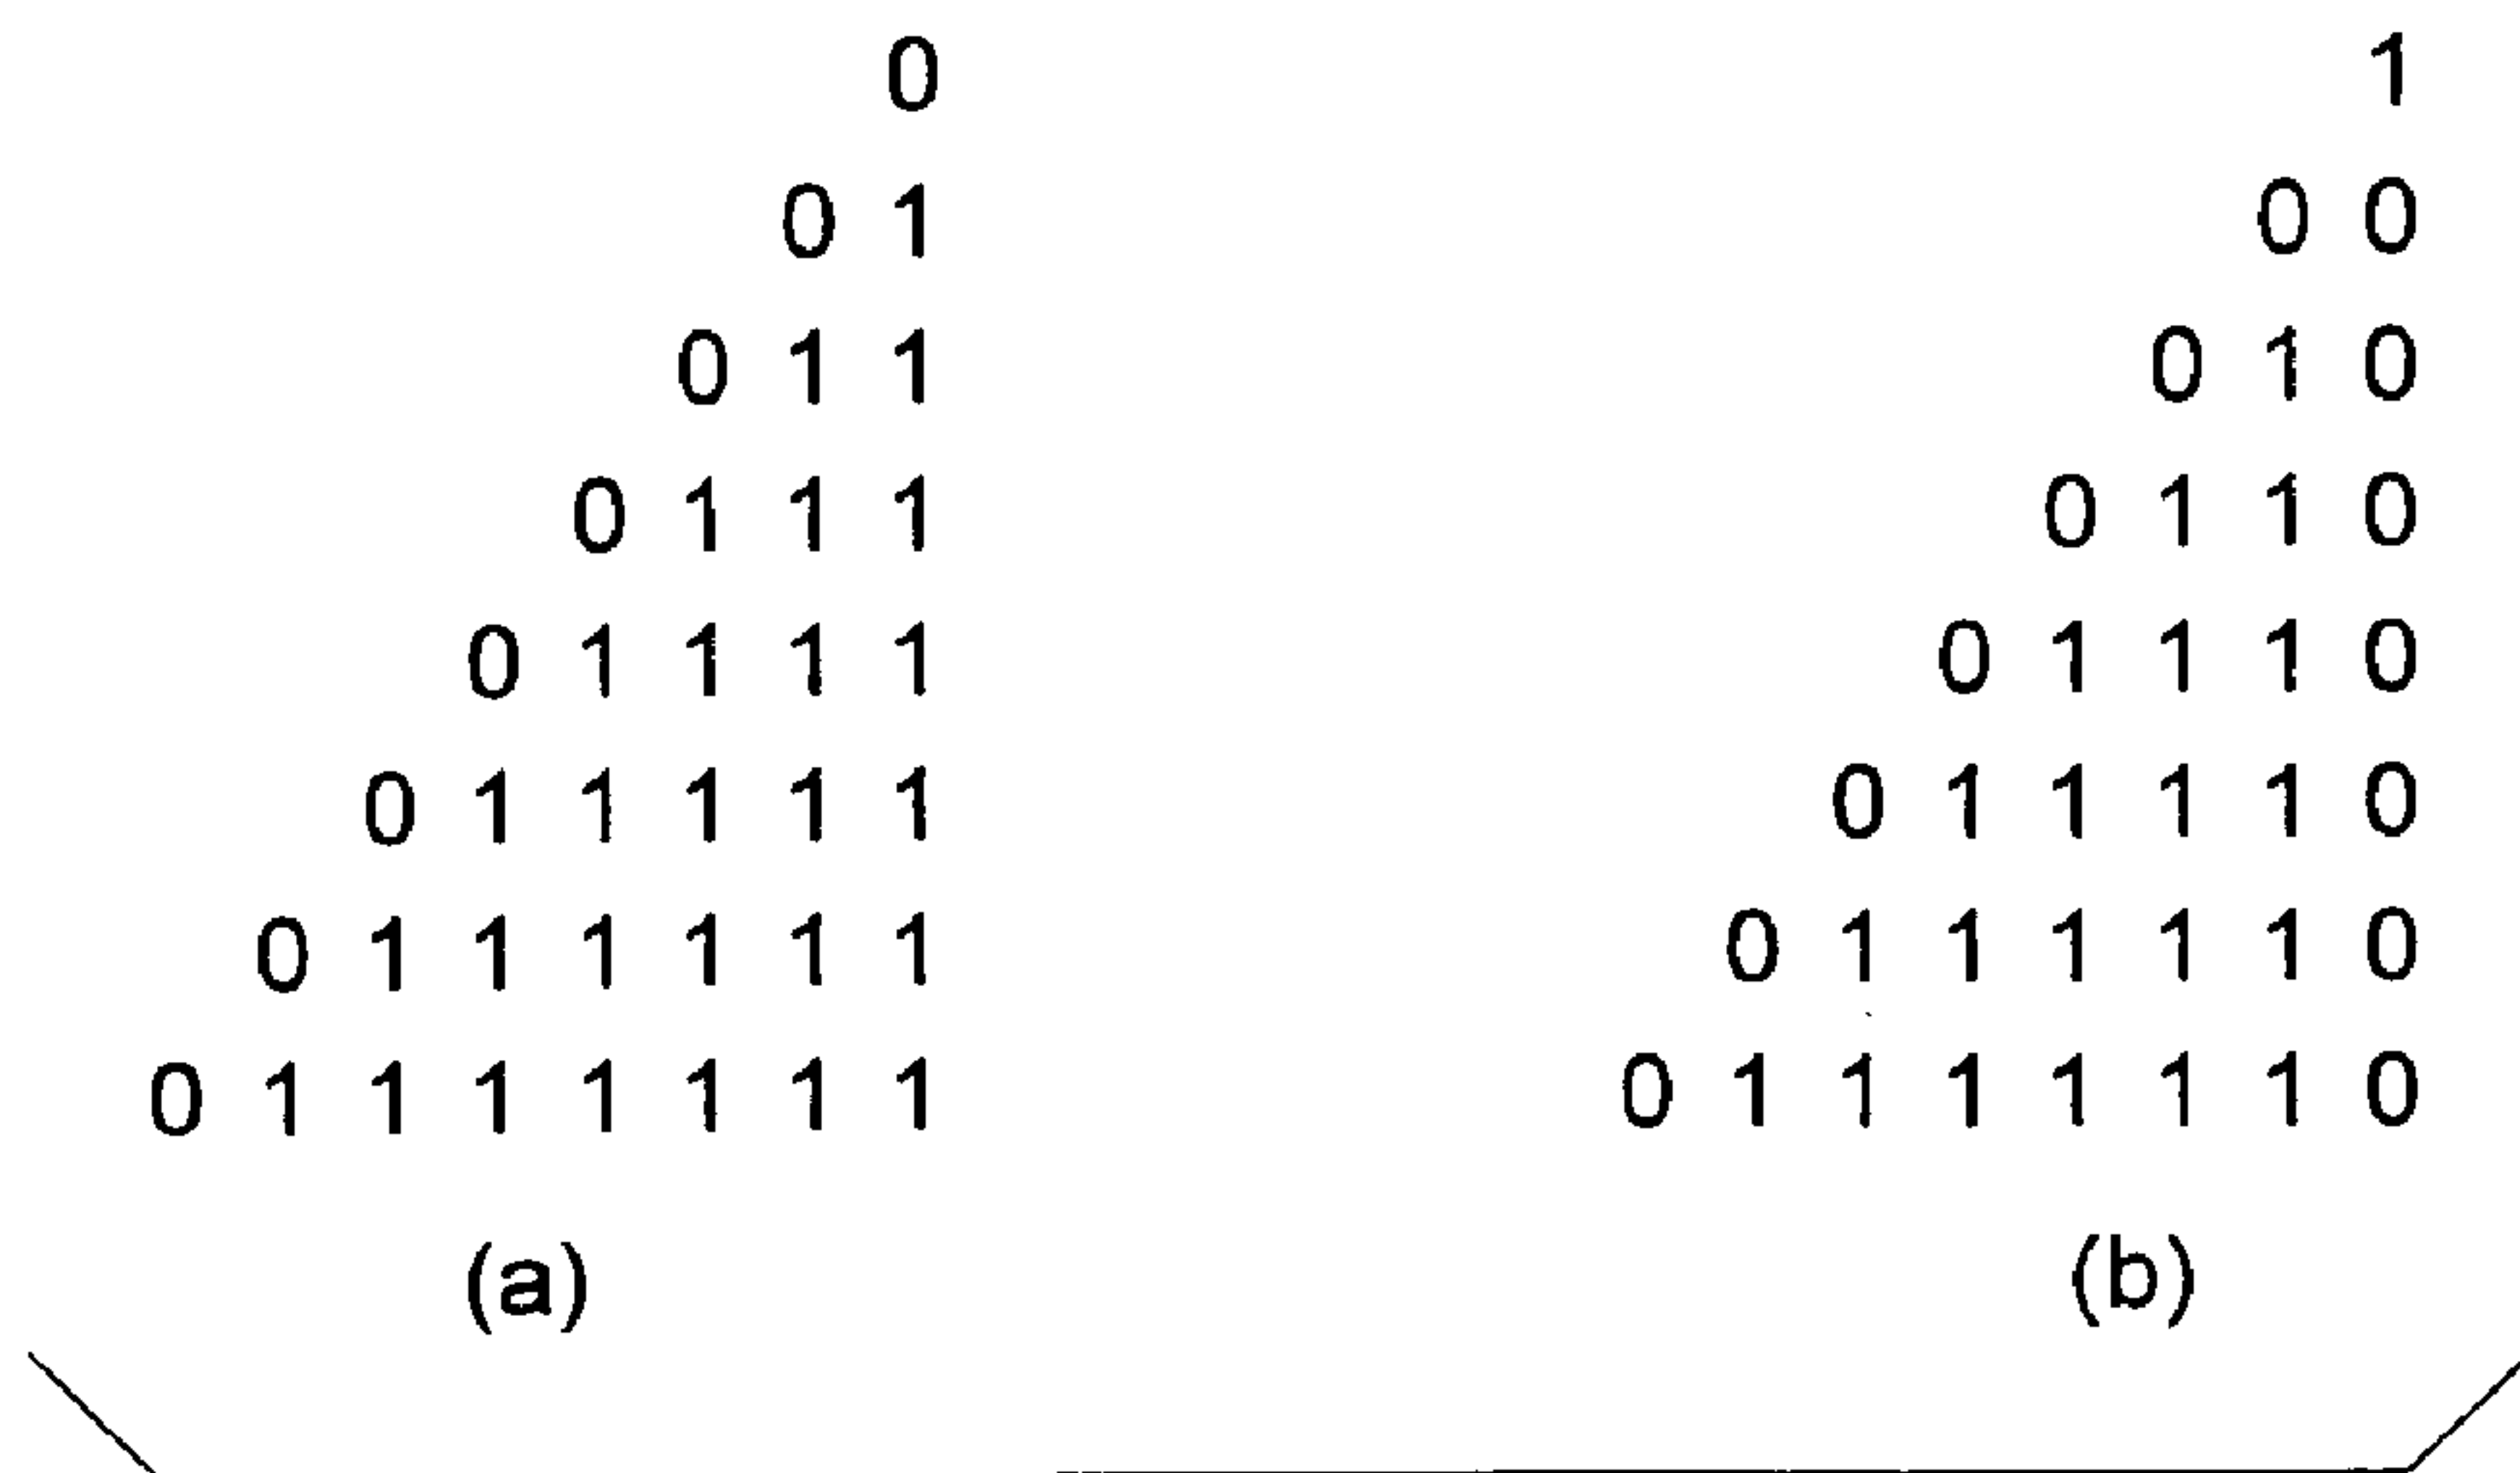 0 1
0 1 0 0
0 1 1 0 1 0
0 1 1 1 0 1 1 0
0 1 1 1 1 0 1 1 1 0
0 1 1 1 1 1 0 1 1 1 1 0
0 1 1 1 1 1 1 0 1 1 1 1 1 0
0 1 1 1 1 1 1 1 0 1 1 1 1 1 1 0
(a) (b)